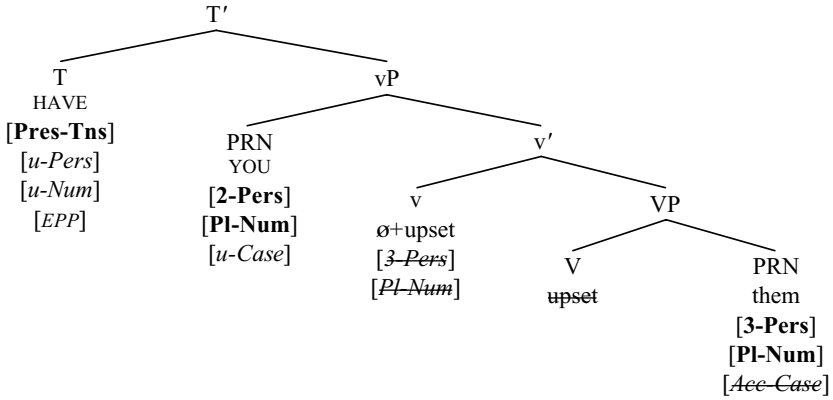 T′
T vP
HAVE
[Pres-Tns] PRN v′
[u-Pers] YOU
[u-Num] [2-Pers] v VP
[EPP] [Pl-Num] ø+upset
[u-Case] [3-Pers] V PRN
[Pl-Num] upset them
[3-Pers]
[Pl-Num]
[Acc-Case]